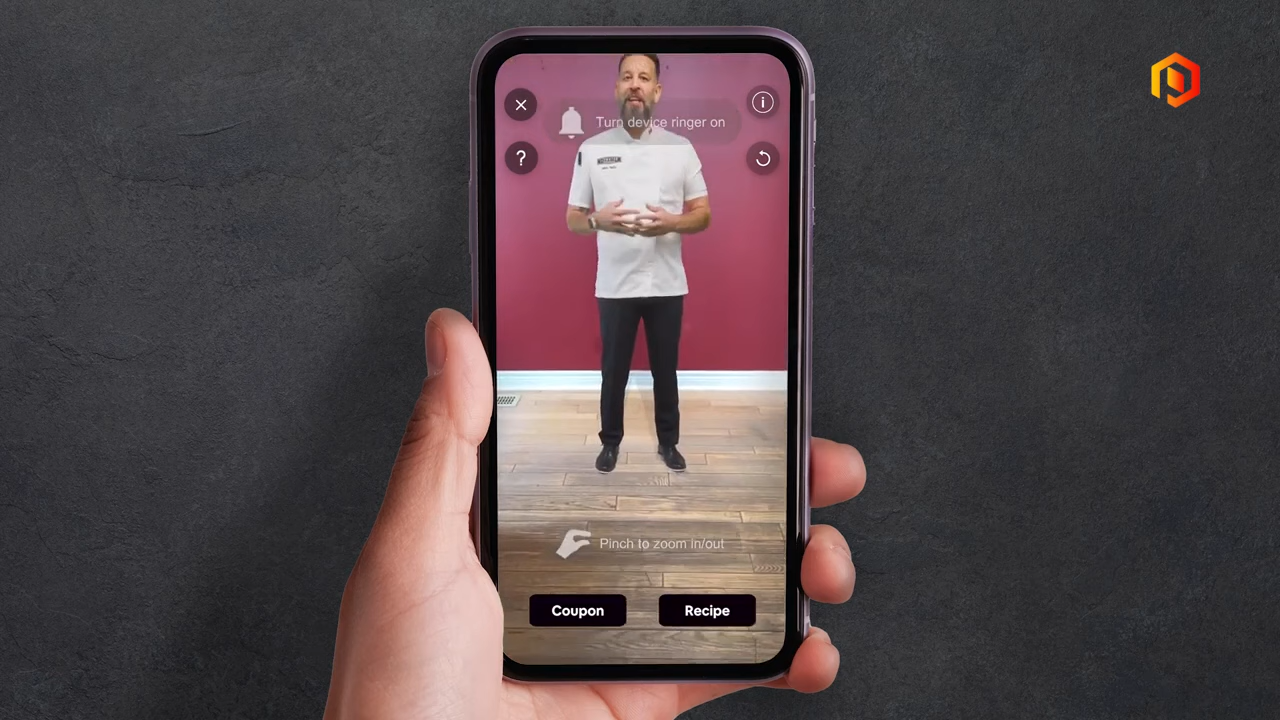 Turn device ringer on
?
Pinch to zoom in/out
Coupon
Recipe